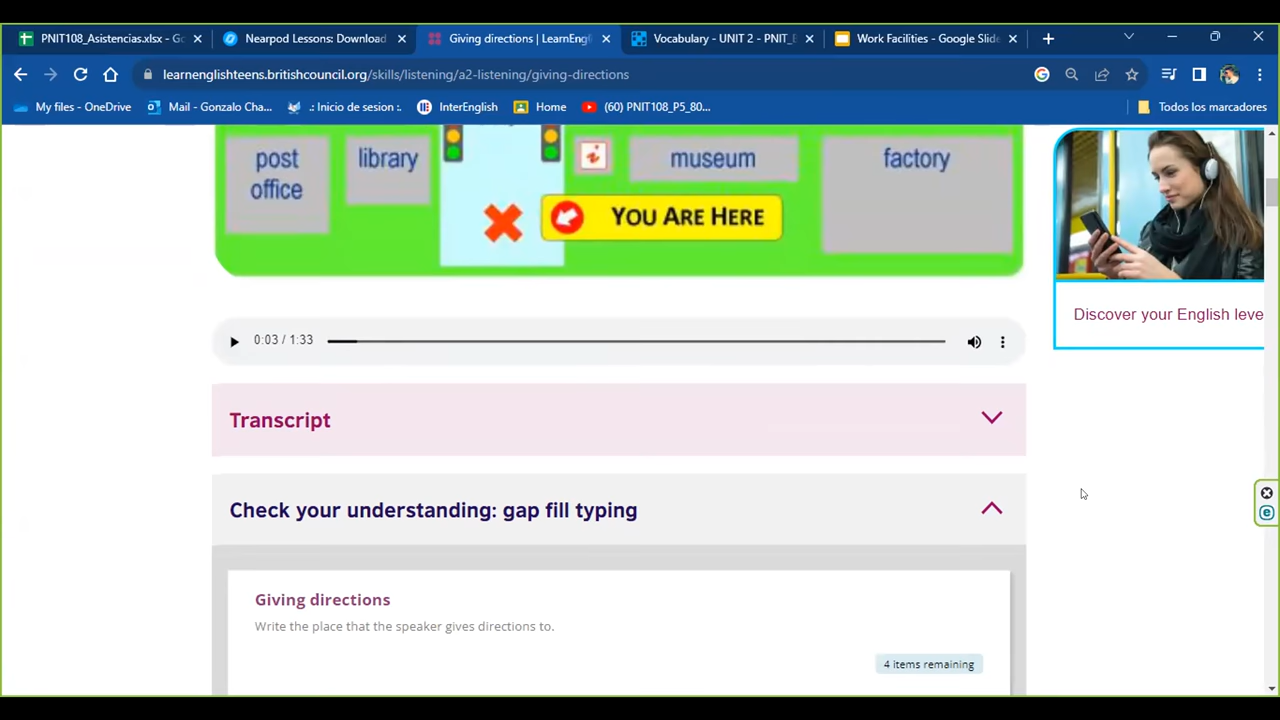 PNIT108_Asistencias.xlsx - Go
Nearpod Lessons: Download
Giving directions | LearnEngl
Vocabulary - UNIT 2 - PNIT_E
Work Facilities - Google Slide
learnenglishteens.britishcouncil.org/skills/listening/a2-listening/giving-directions
My files - OneDrive
Mail - Gonzalo Cha...
.: Inicio de sesion :.
InterEnglish
Home
(60) PNIT108_P5_80...
Todos los marcadores
post office
library
museum
factory
YOU ARE HERE
0:03 / 1:33
Discover your English leve
Transcript
Check your understanding: gap fill typing
Giving directions
Write the place that the speaker gives directions to.
4 items remaining